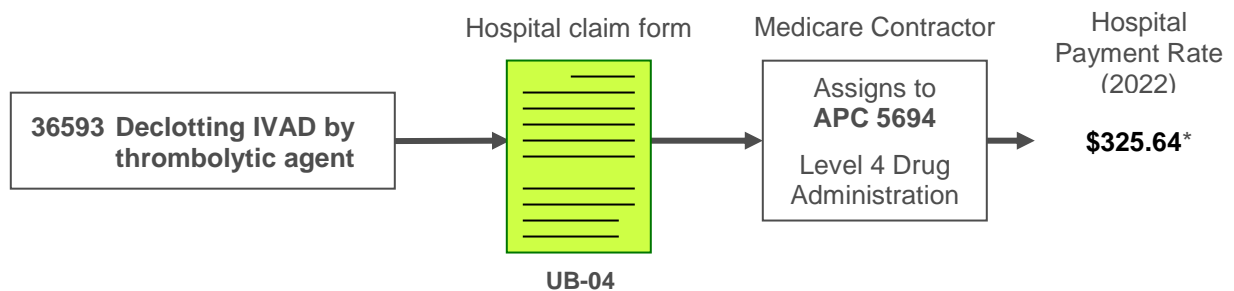 Hospital claim form
Medicare Contractor
Hospital
Payment Rate
(2022)
36593 Declotting IVAD by
thrombolytic agent
Assigns to
APC 5694
Level 4 Drug
Administration
$325.64*
UB-04